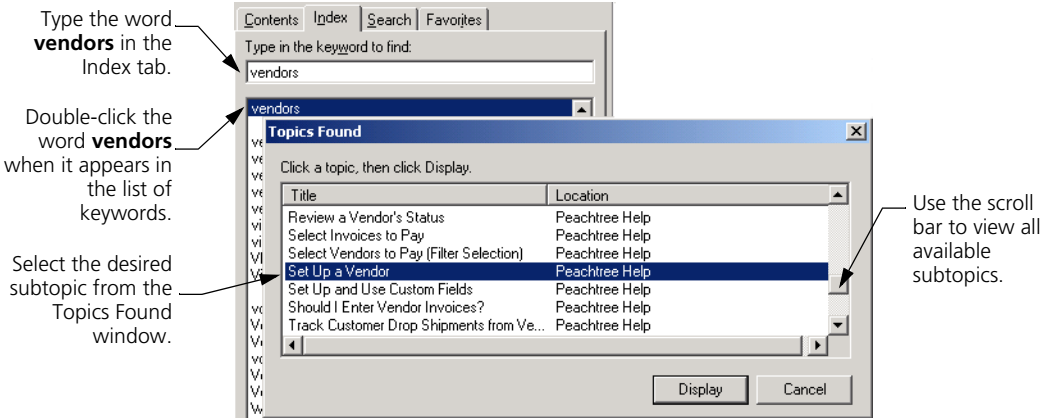 Type the word
vendors in the
Index tab.
Double-click the
word vendors
when it appears in
the list of
keywords.
Select the desired
subtopic from the
Topics Found
window.
Contents Index Search Favorites
Type in the keyword to find:
vendors
vendors
Topics Found
Click a topic, then click Display.
Title Location
Review a Vendor's Status Peachtree Help
Select Invoices to Pay Peachtree Help
Select Vendors to Pay (Filter Selection) Peachtree Help
Set Up a Vendor Peachtree Help
Set Up and Use Custom Fields Peachtree Help
Should I Enter Vendor Invoices? Peachtree Help
Track Customer Drop Shipments from Ve... Peachtree Help
Display Cancel
Use the scroll
bar to view all
available
subtopics.